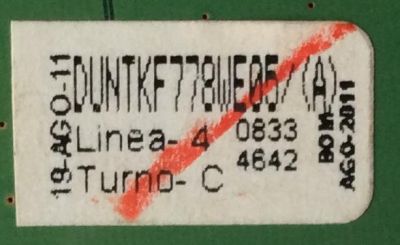 19-AGO-11
DUNTKF778WE05/(A)
Linea- 4 0833
Turno- C 4642
BOM
AGO-2011